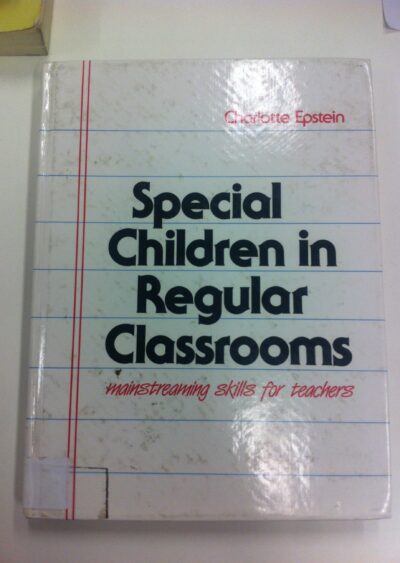 Charlotte Epstein
Special
Children in
Regular
Classrooms
mainstreaming skills for teachers